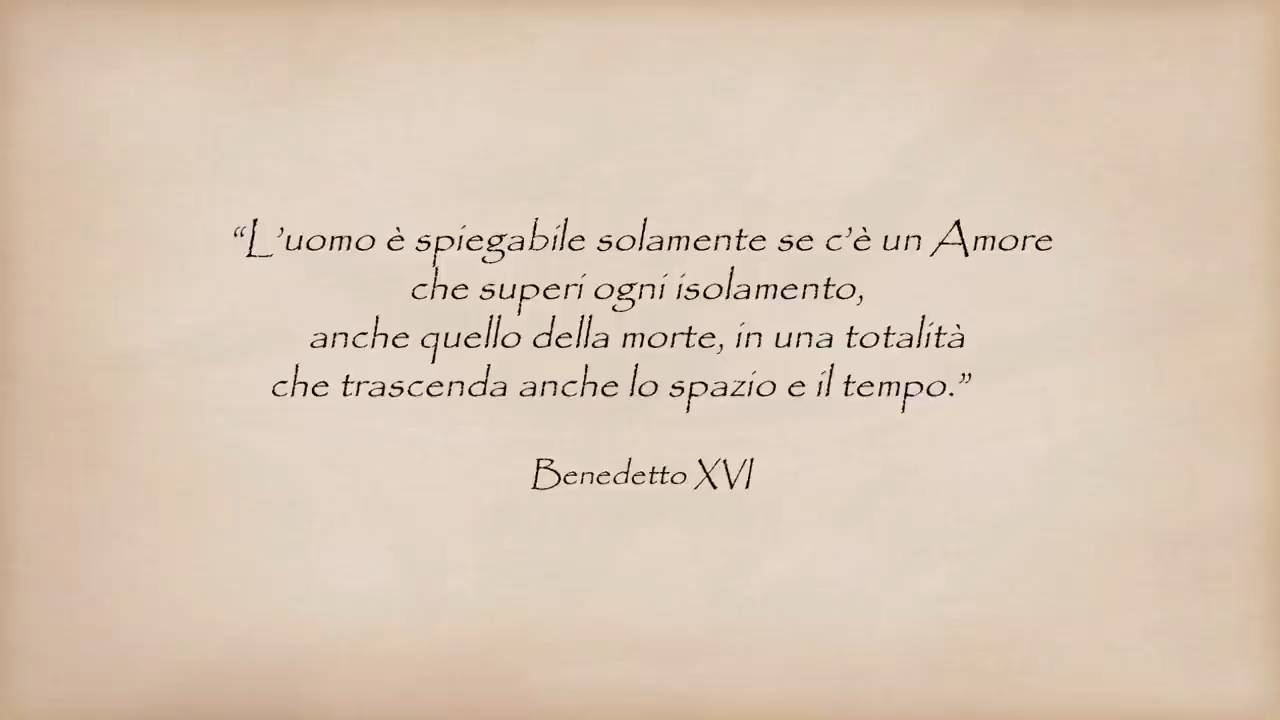 “L’uomo è spiegabile solamente se c’è un Amore
che superi ogni isolamento,
anche quello della morte, in una totalità
che trascenda anche lo spazio e il tempo.”
Benedetto XVI